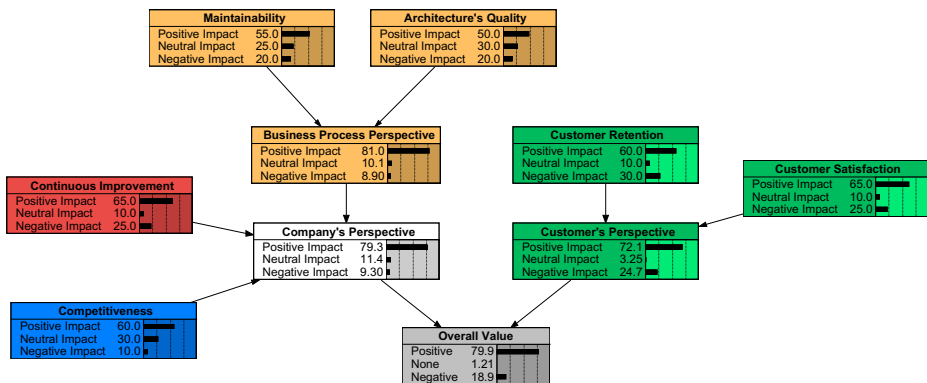 Maintainability
Positive Impact 55.0
Neutral Impact 25.0
Negative Impact 20.0
Architecture's Quality
Positive Impact 50.0
Neutral Impact 30.0
Negative Impact 20.0
Business Process Perspective
Positive Impact 81.0
Neutral Impact 10.1
Negative Impact 8.90
Customer Retention
Positive Impact 60.0
Neutral Impact 10.0
Negative Impact 30.0
Customer Satisfaction
Positive Impact 65.0
Neutral Impact 10.0
Negative Impact 25.0
Continuous Improvement
Positive Impact 65.0
Neutral Impact 10.0
Negative Impact 25.0
Company's Perspective
Positive Impact 79.3
Neutral Impact 11.4
Negative Impact 9.30
Customer's Perspective
Positive Impact 72.1
Neutral Impact 3.25
Negative Impact 24.7
Competitiveness
Positive Impact 60.0
Neutral Impact 30.0
Negative Impact 10.0
Overall Value
Positive 79.9
None 1.21
Negative 18.9